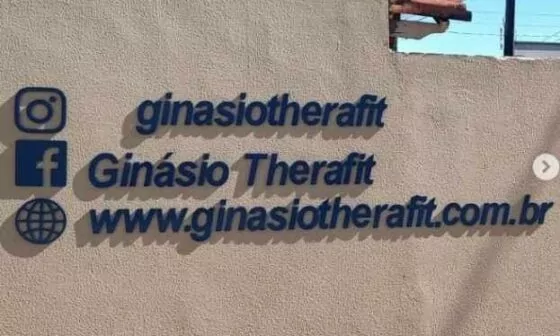 ginasiotherafit
Ginásio Therafit
www.ginasiotherafit.com.br